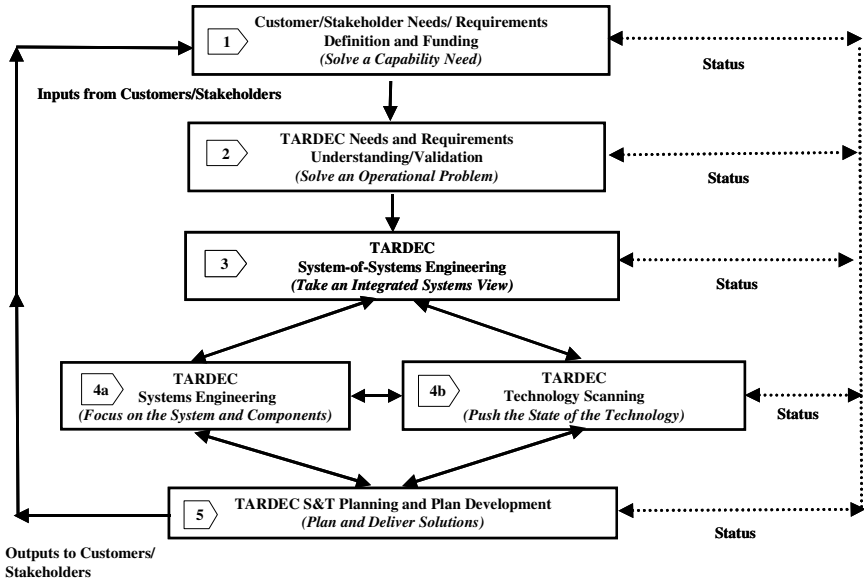 1
Customer/Stakeholder Needs/ Requirements
Definition and Funding
(Solve a Capability Need)
Status
Inputs from Customers/Stakeholders
2
TARDEC Needs and Requirements
Understanding/Validation
(Solve an Operational Problem)
Status
3
TARDEC
System-of-Systems Engineering
(Take an Integrated Systems View)
Status
4a
TARDEC
Systems Engineering
(Focus on the System and Components)
4b
TARDEC
Technology Scanning
(Push the State of the Technology)
Status
5
TARDEC S&T Planning and Plan Development
(Plan and Deliver Solutions)
Status
Outputs to Customers/
Stakeholders